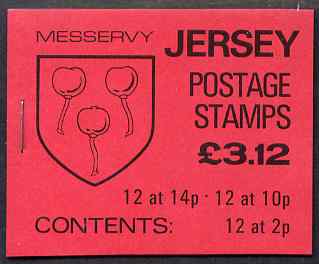 MESSERVY
JERSEY
POSTAGE
STAMPS
£3.12
12 at 14p · 12 at 10p
CONTENTS: 12 at 2p